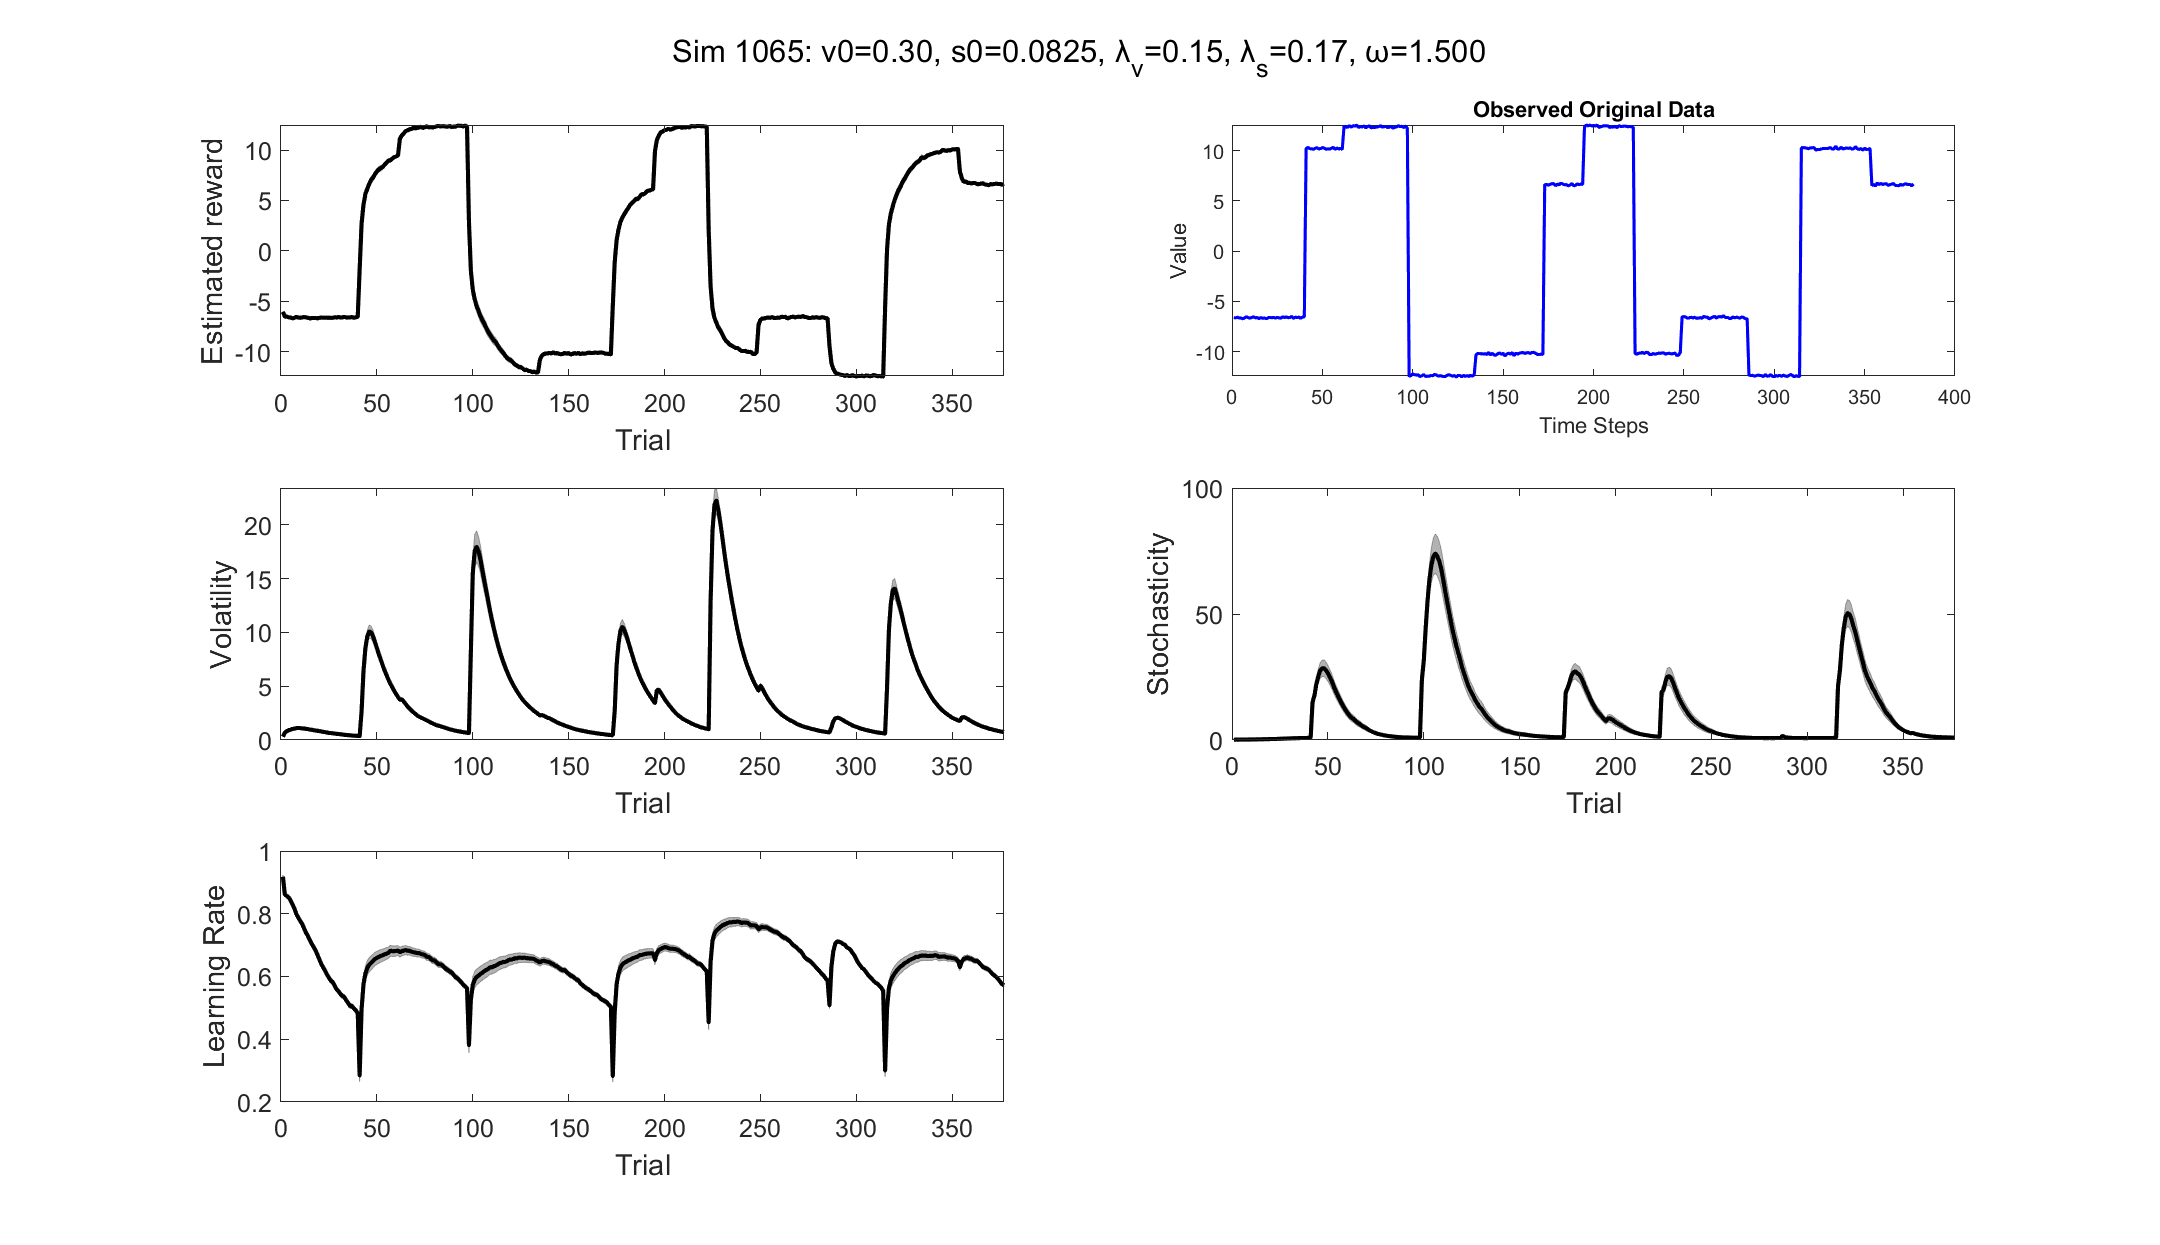 Sim 1065: v0=0.30, s0=0.0825, λ_v=0.15, λ_s=0.17, ω=1.500
Estimated reward
10
5
0
-5
-10
0 50 100 150 200 250 300 350
Trial
Observed Original Data
Value
10
5
0
-5
-10
0 50 100 150 200 250 300 350 400
Time Steps
Volatility
20
15
10
5
0
0 50 100 150 200 250 300 350
Trial
Stochasticity
100
50
0
0 50 100 150 200 250 300 350
Trial
Learning Rate
1
0.8
0.6
0.4
0.2
0 50 100 150 200 250 300 350
Trial